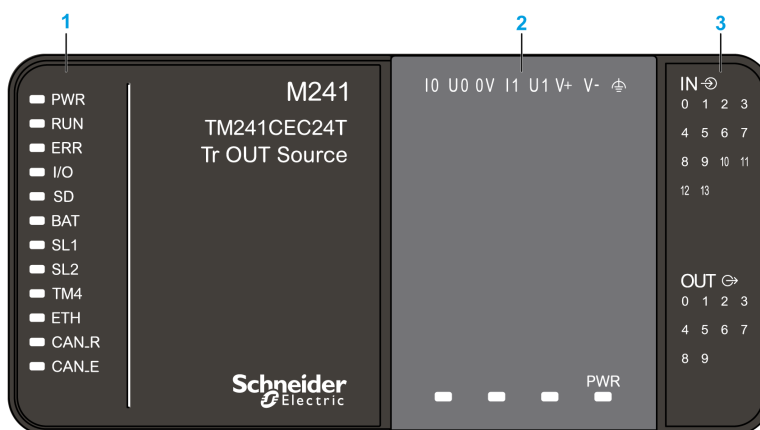 1
2
3
PWR
RUN
ERR
I/O
SD
BAT
SL1
SL2
TM4
ETH
CAN_R
CAN_E
M241
TM241CEC24T
Tr OUT Source
Schneider
Electric
I0 U0 0V I1 U1 V+ V-
PWR
IN
0 1 2 3
4 5 6 7
8 9 10 11
12 13
OUT
0 1 2 3
4 5 6 7
8 9